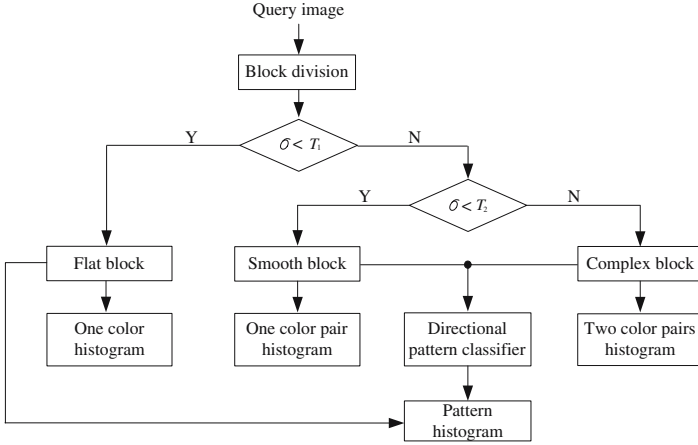 Query image
Block division
Y
σ < T₁
N
Y
σ < T₂
N
Flat block
Smooth block
Complex block
One color
histogram
One color pair
histogram
Directional
pattern classifier
Two color pairs
histogram
Pattern
histogram